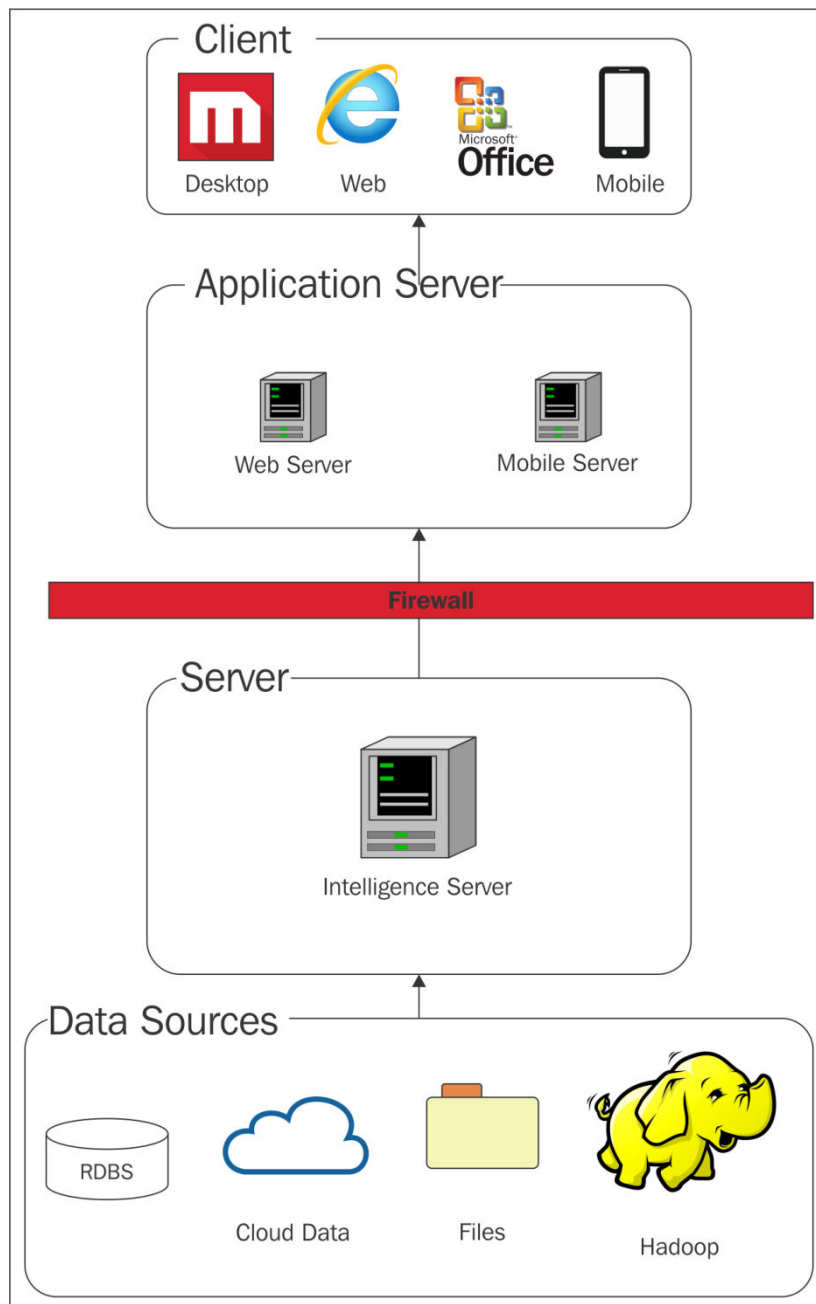 Client
Desktop
Web
Microsoft
Office
Mobile
Application Server
Web Server
Mobile Server
Firewall
Server
Intelligence Server
Data Sources
RDBS
Cloud Data
Files
Hadoop